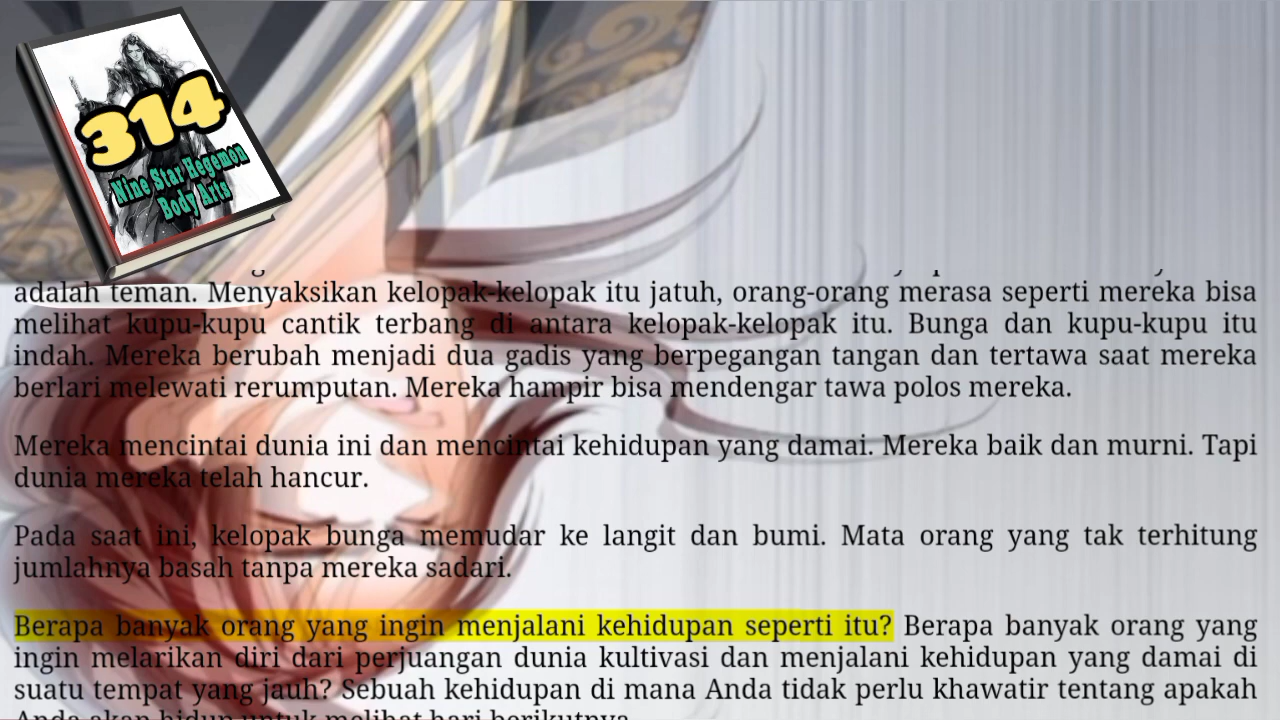 314
Nine Star Hegemon
Body Arts
adalah teman. Menyaksikan kelopak-kelopak itu jatuh, orang-orang merasa seperti mereka bisa
melihat kupu-kupu cantik terbang di antara kelopak-kelopak itu. Bunga dan kupu-kupu itu
indah. Mereka berubah menjadi dua gadis yang berpegangan tangan dan tertawa saat mereka
berlari melewati rerumputan. Mereka hampir bisa mendengar tawa polos mereka.
Mereka mencintai dunia ini dan mencintai kehidupan yang damai. Mereka baik dan murni. Tapi
dunia mereka telah hancur.
Pada saat ini, kelopak bunga memudar ke langit dan bumi. Mata orang yang tak terhitung
jumlahnya basah tanpa mereka sadari.
Berapa banyak orang yang ingin menjalani kehidupan seperti itu? Berapa banyak orang yang
ingin melarikan diri dari perjuangan dunia kultivasi dan menjalani kehidupan yang damai di
suatu tempat yang jauh? Sebuah kehidupan di mana Anda tidak perlu khawatir tentang apakah
Anda akan hidup untuk melihat hari berikutnya.